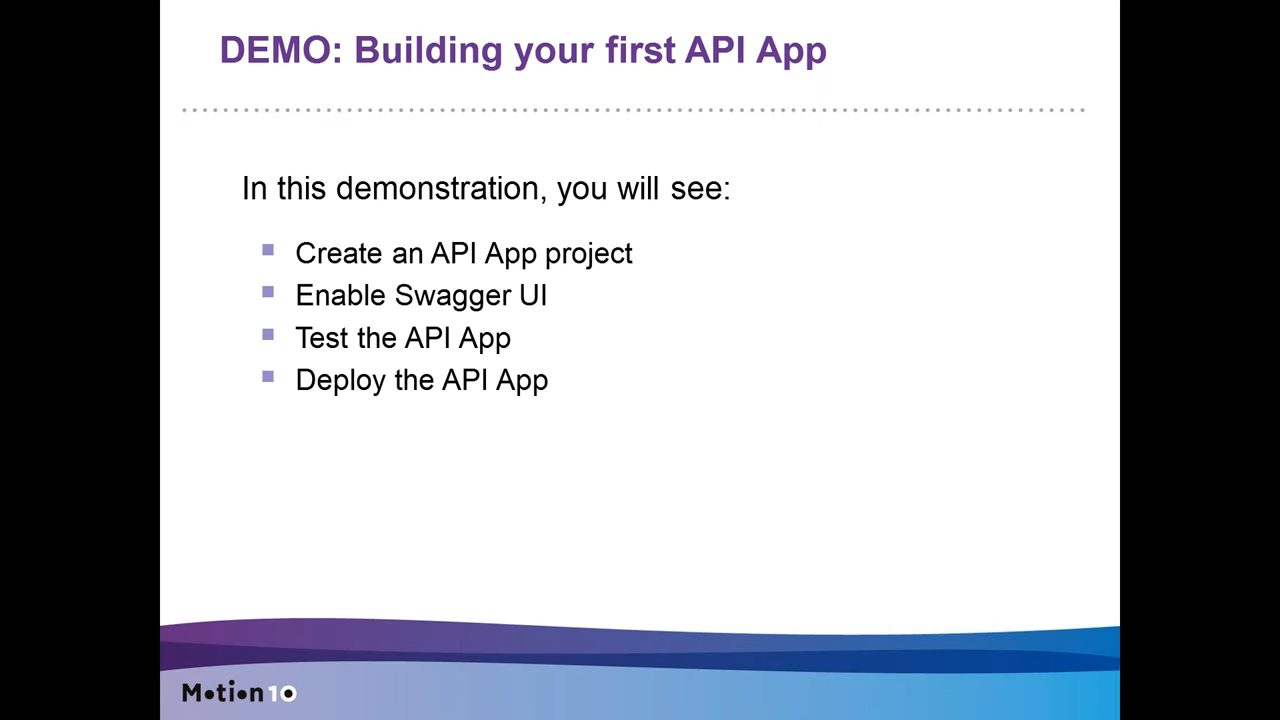 DEMO: Building your first API App
In this demonstration, you will see:
Create an API App project
Enable Swagger UI
Test the API App
Deploy the API App
Motion10